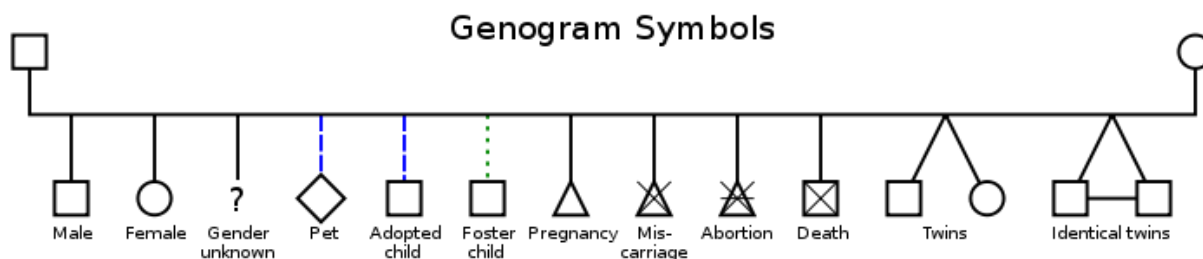 Genogram Symbols
?
Male
Female
Gender
unknown
Pet
Adopted
child
Foster
child
Pregnancy
Mis-
carriage
Abortion
Death
Twins
Identical twins